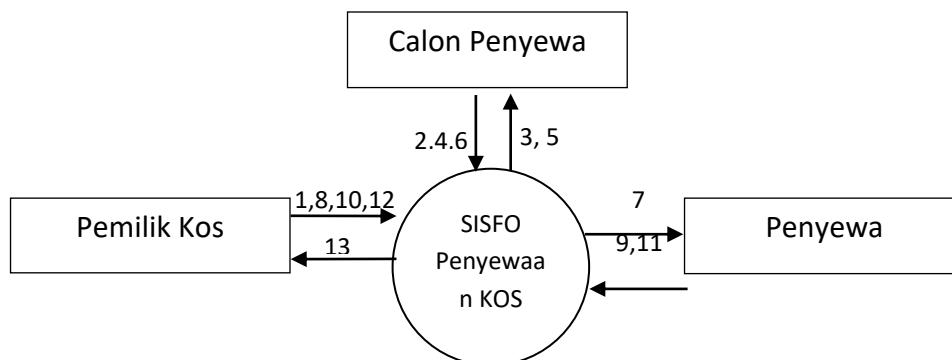 Calon Penyewa
2.4.6
3, 5
1,8,10,12
7
Pemilik Kos
SISFO
Penyewa
13
9,11
Penyewaa
n KOS